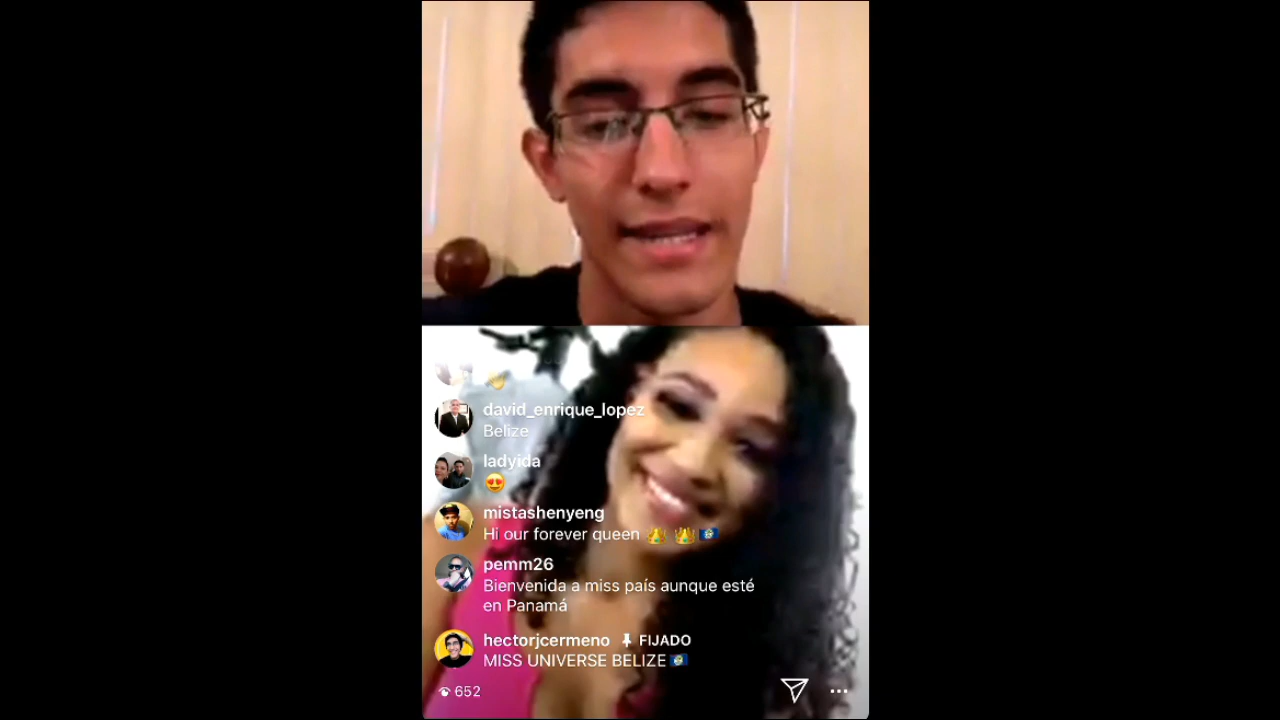 david_enrique_lopez
Belize
ladyida
😍
mistashenyeng
Hi our forever queen 👑 👑 🇧🇿
pemm26
Bienvenida a miss país aunque esté
en Panamá
hectorjcermeno 📌 FIJADO
MISS UNIVERSE BELIZE 🇧🇿
652